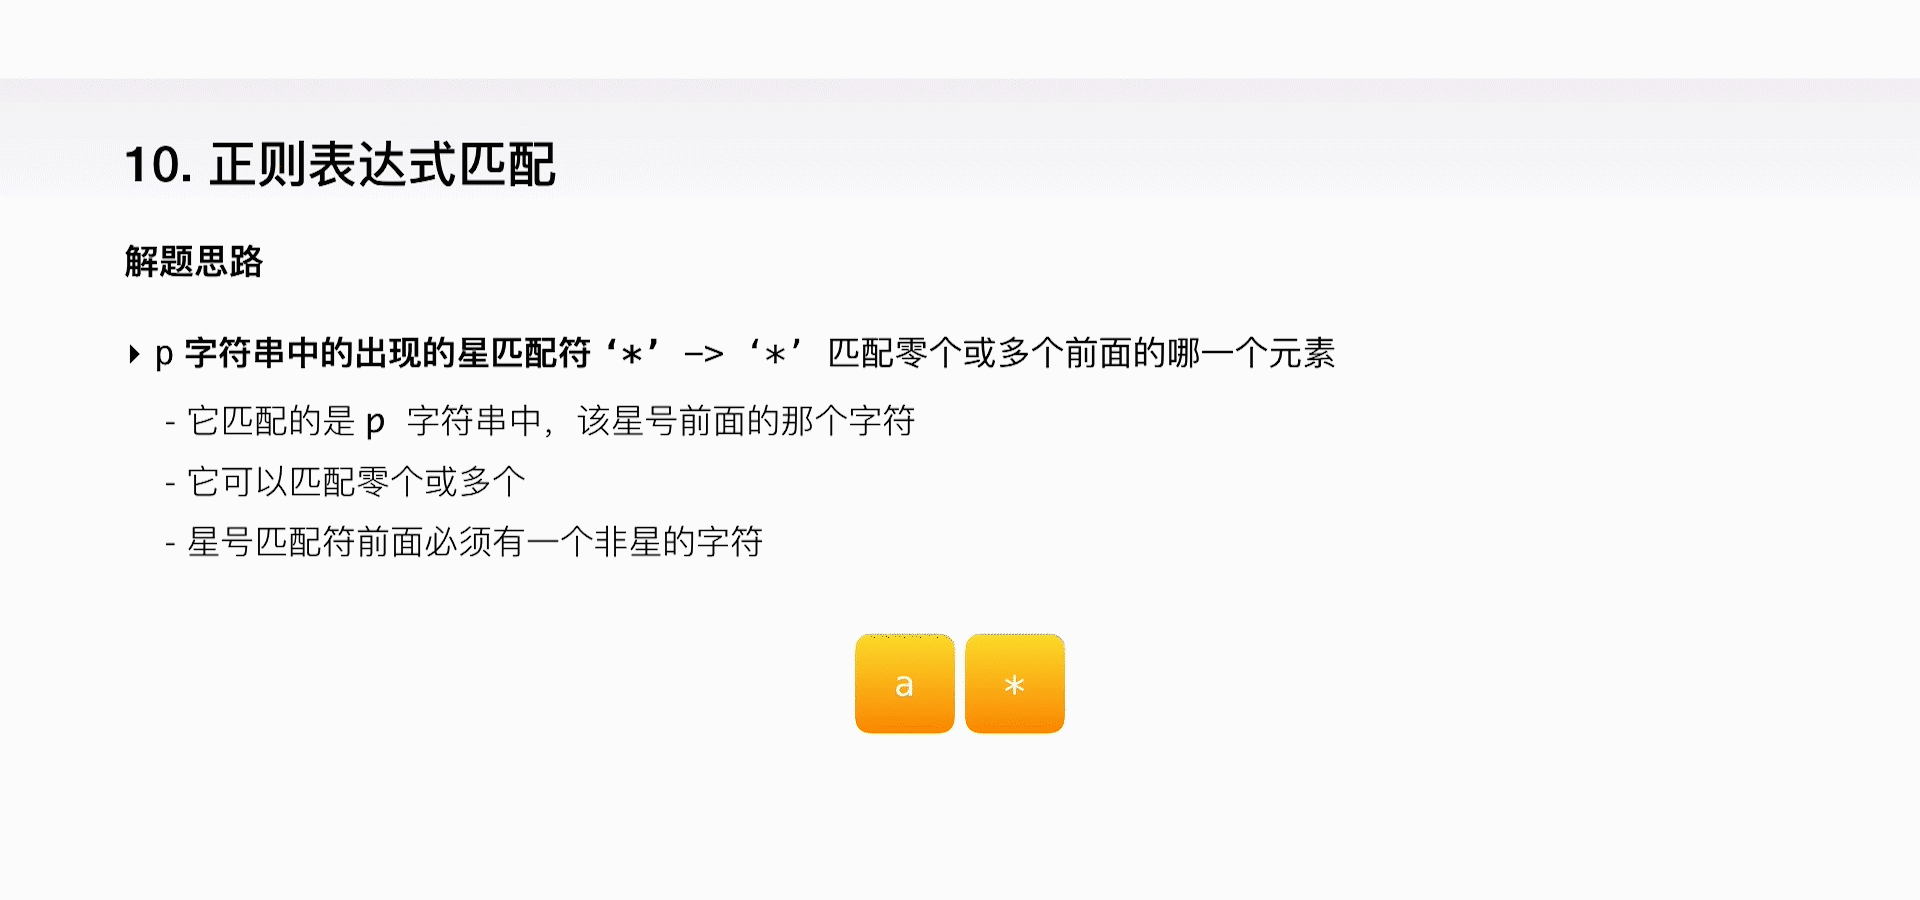 10. 正则表达式匹配
解题思路
p 字符串中的出现的星匹配符 ‘*’ —> ‘*’ 匹配零个或多个前面的哪一个元素
- 它匹配的是 p 字符串中，该星号前面的那个字符
- 它可以匹配零个或多个
- 星号匹配符前面必须有一个非星的字符
a *